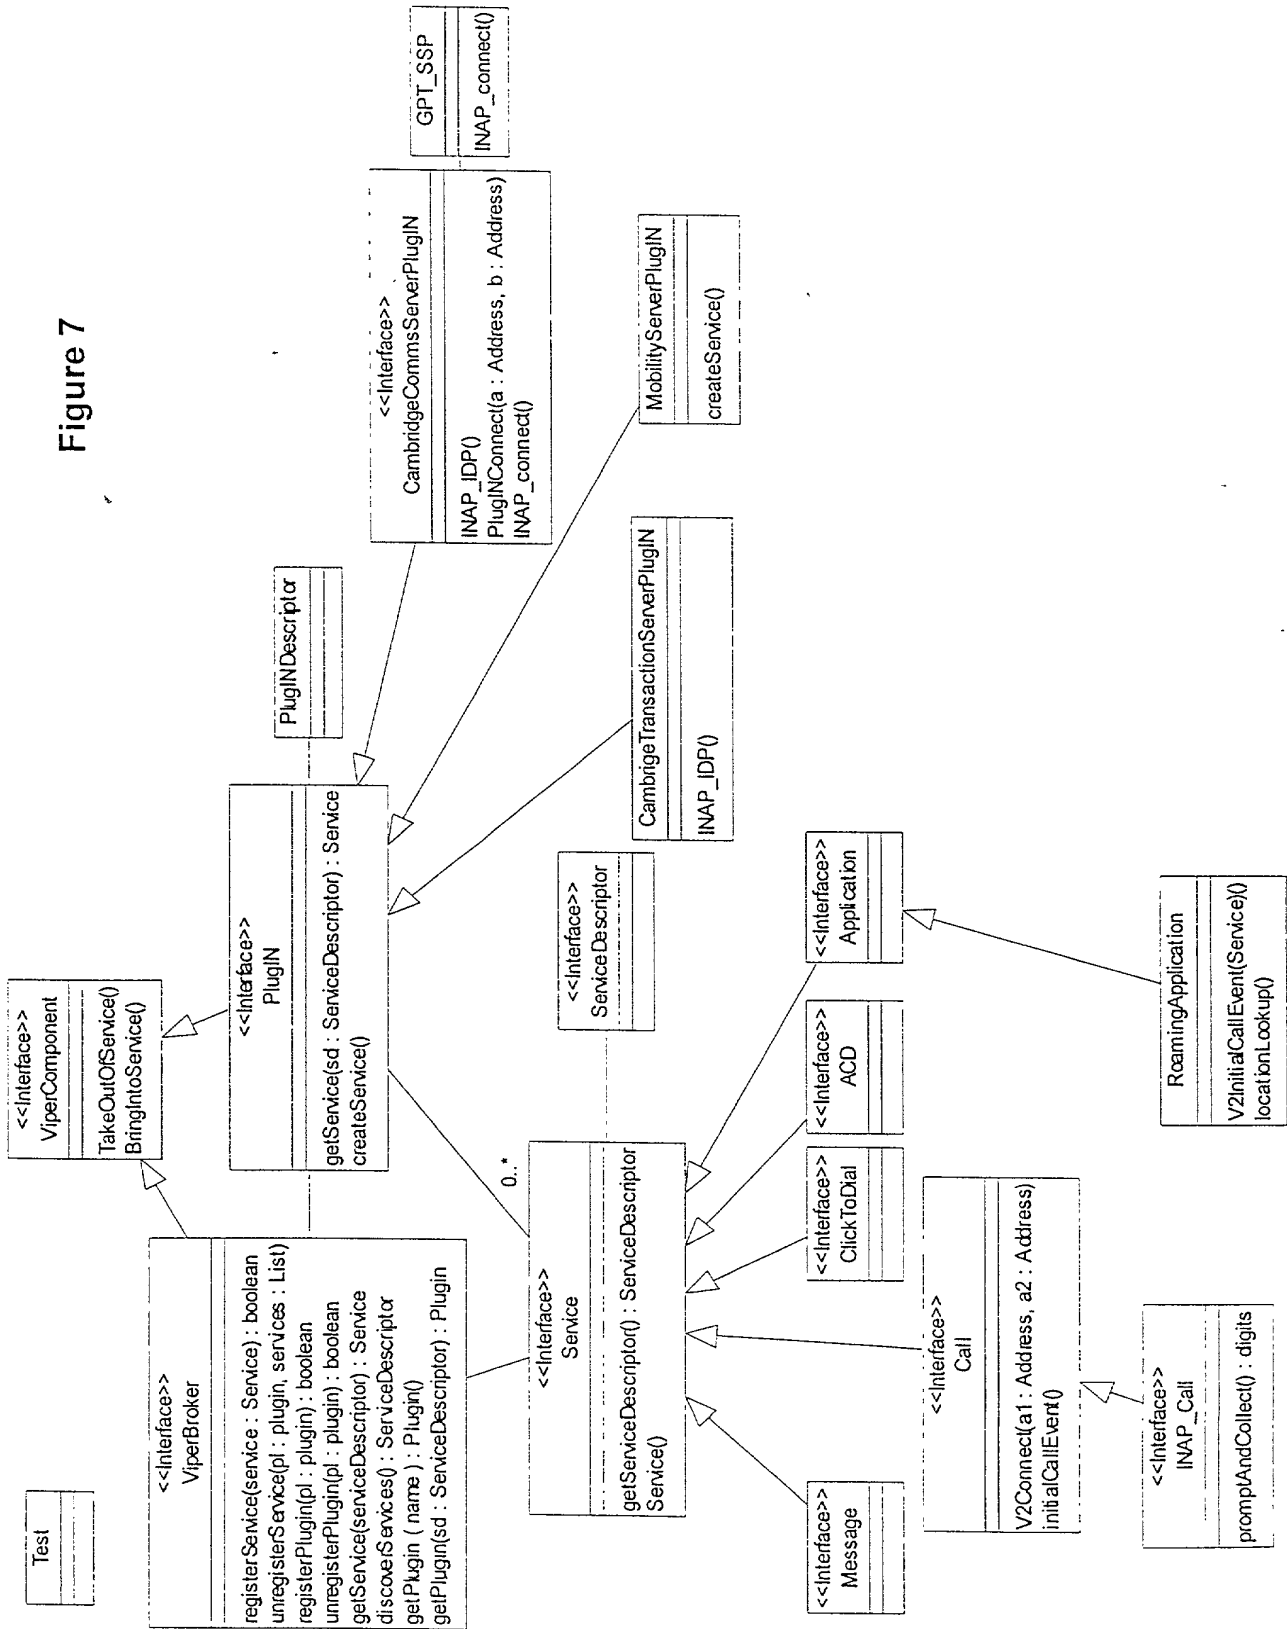 Figure 7
Test
<<Interface>>
ViperBroker
registerService(service : Service) : boolean
unregisterService(pl : plugin, services : List)
registerPlugin(pl : plugin) : boolean
unregisterPlugin(pl : plugin) : boolean
getService(serviceDescriptor) : Service
discoverServices() : ServiceDescriptor
getPlugin ( name ) : Plugin()
getPlugin(sd : ServiceDescriptor) : Plugin
<<Interface>>
ViperComponent
TakeOutOfService()
BringIntoService()
<<Interface>>
PlugIN
getService(sd : ServiceDescriptor) : Service
createService()
PlugINDescriptor
<<Interface>>
CambridgeCommsServerPlugIN
INAP_IDP()
PlugINConnect(a : Address, b : Address)
INAP_connect()
GPT_SSP
INAP_connect()
MobilityServerPlugIN
createService()
CambrigeTransactionServerPlugIN
INAP_IDP()
0..*
<<Interface>>
Service
getServiceDescriptor() : ServiceDescriptor
Service()
<<Interface>>
ServiceDescriptor
<<Interface>>
Message
<<Interface>>
Call
V2Connect(a1 : Address, a2 : Address)
initialCallEvent()
<<Interface>>
ClickToDial
<<Interface>>
ACD
<<Interface>>
Application
<<Interface>>
INAP_Call
promptAndCollect() : digits
RoamingApplication
V2InitialCallEvent(Service)()
locationLookup()